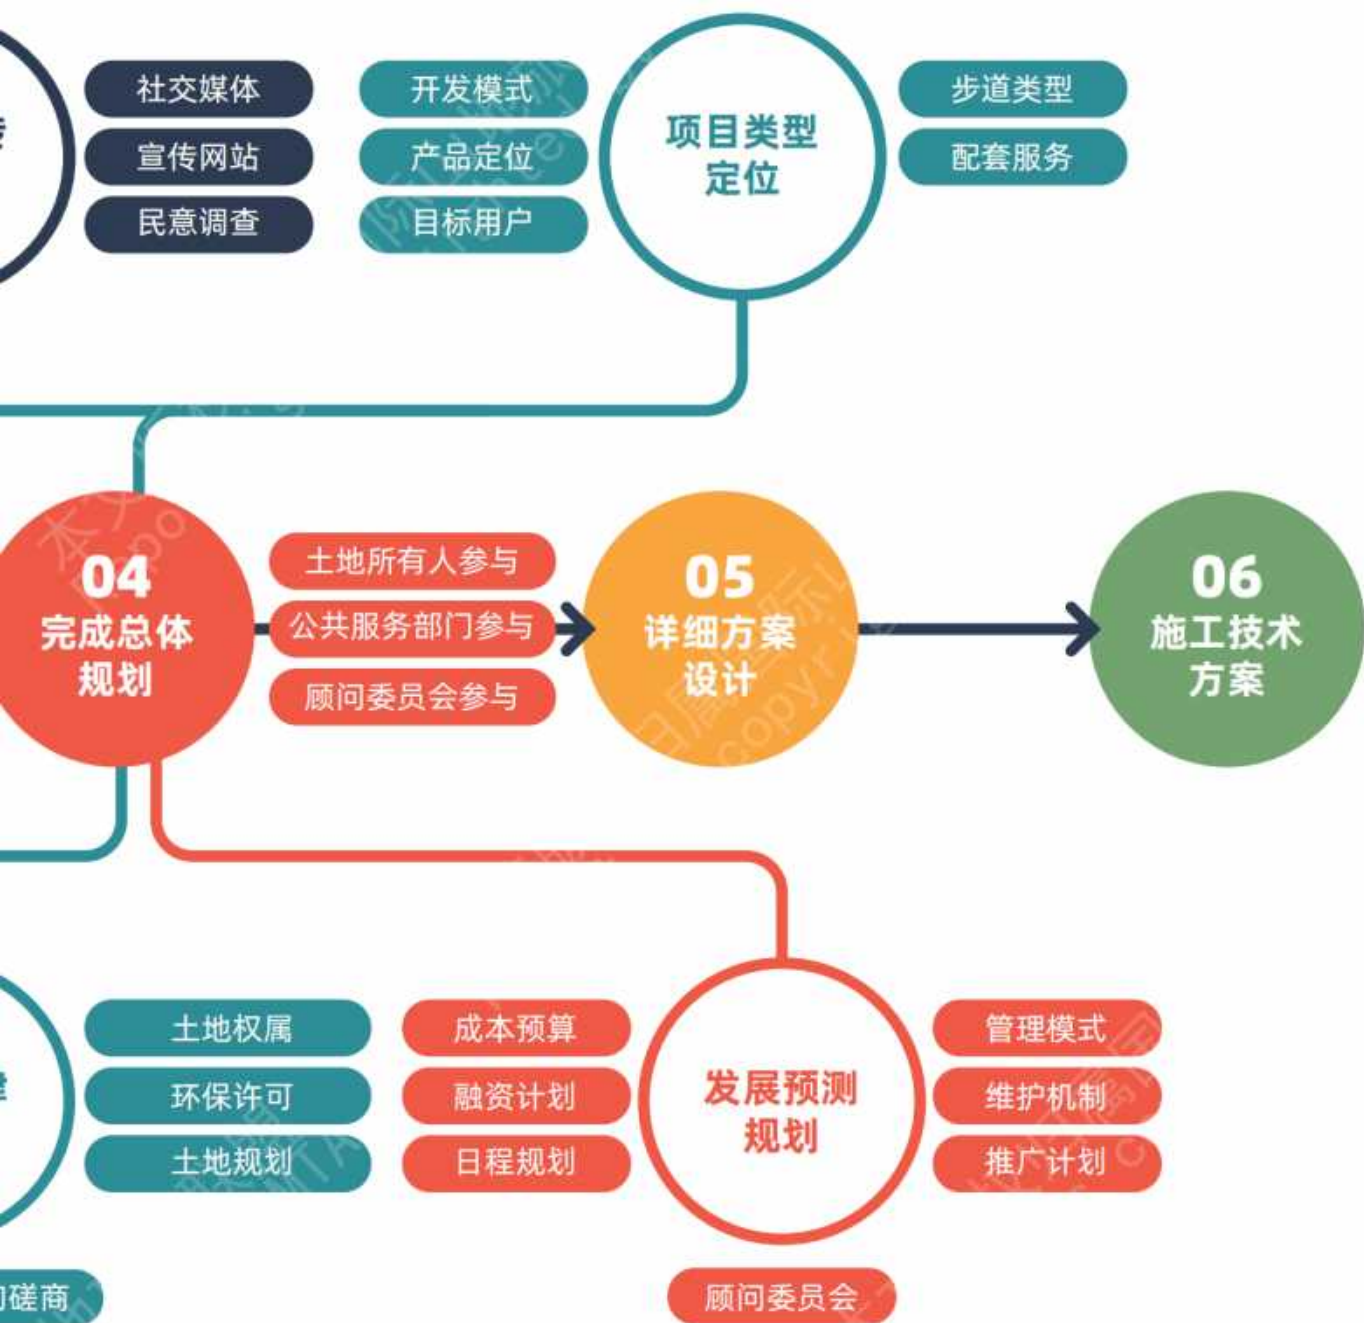 社交媒体
宣传网站
民意调查
开发模式
产品定位
目标用户
项目类型
定位
步道类型
配套服务
04
完成总体
规划
土地所有人参与
公共服务部门参与
顾问委员会参与
05
详细方案
设计
06
施工技术
方案
土地权属
环保许可
土地规划
成本预算
融资计划
日程规划
发展预测
规划
管理模式
维护机制
推广计划
磋商
顾问委员会